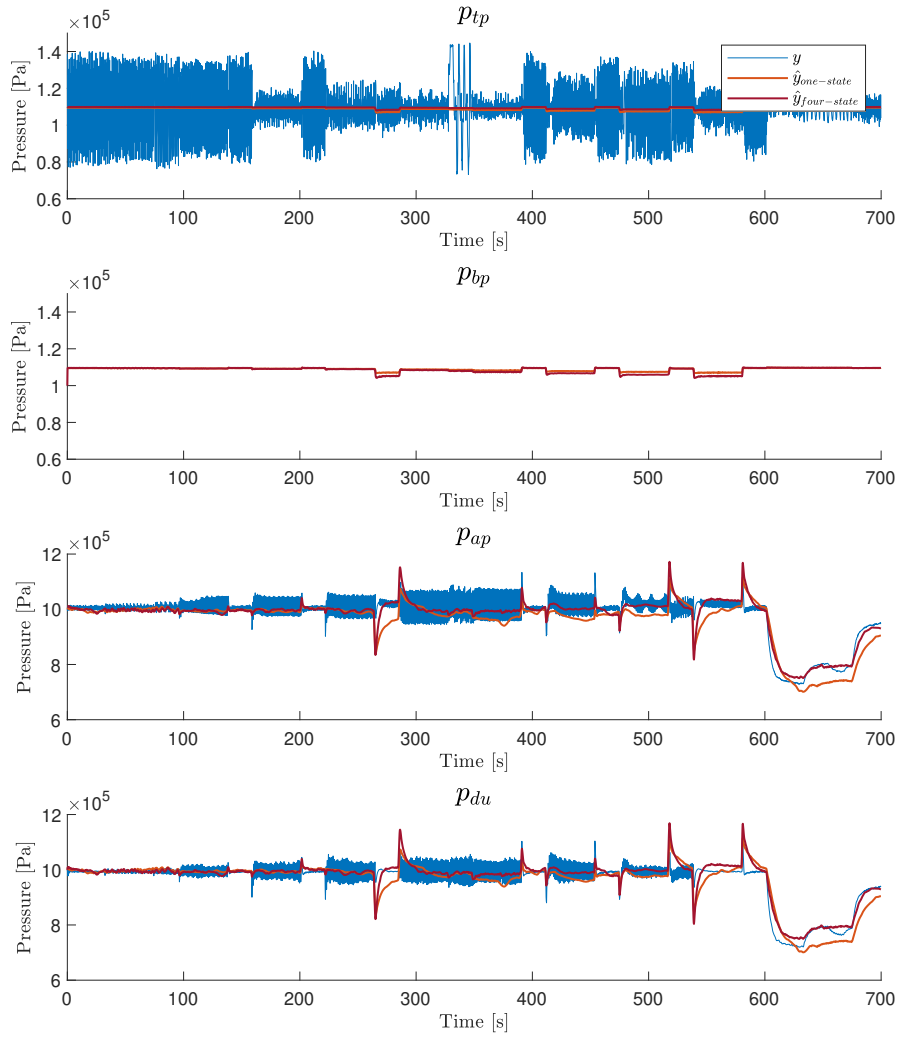 p_tp
×10^5
1.4
1.2
1
0.8
0.6
Pressure [Pa]
y
ŷ_one−state
ŷ_four−state
0 100 200 300 400 500 600 700
Time [s]
p_bp
×10^5
1.4
1.2
1
0.8
0.6
Pressure [Pa]
0 100 200 300 400 500 600 700
Time [s]
p_ap
×10^5
12
10
8
6
Pressure [Pa]
0 100 200 300 400 500 600 700
Time [s]
p_du
×10^5
12
10
8
6
Pressure [Pa]
0 100 200 300 400 500 600 700
Time [s]